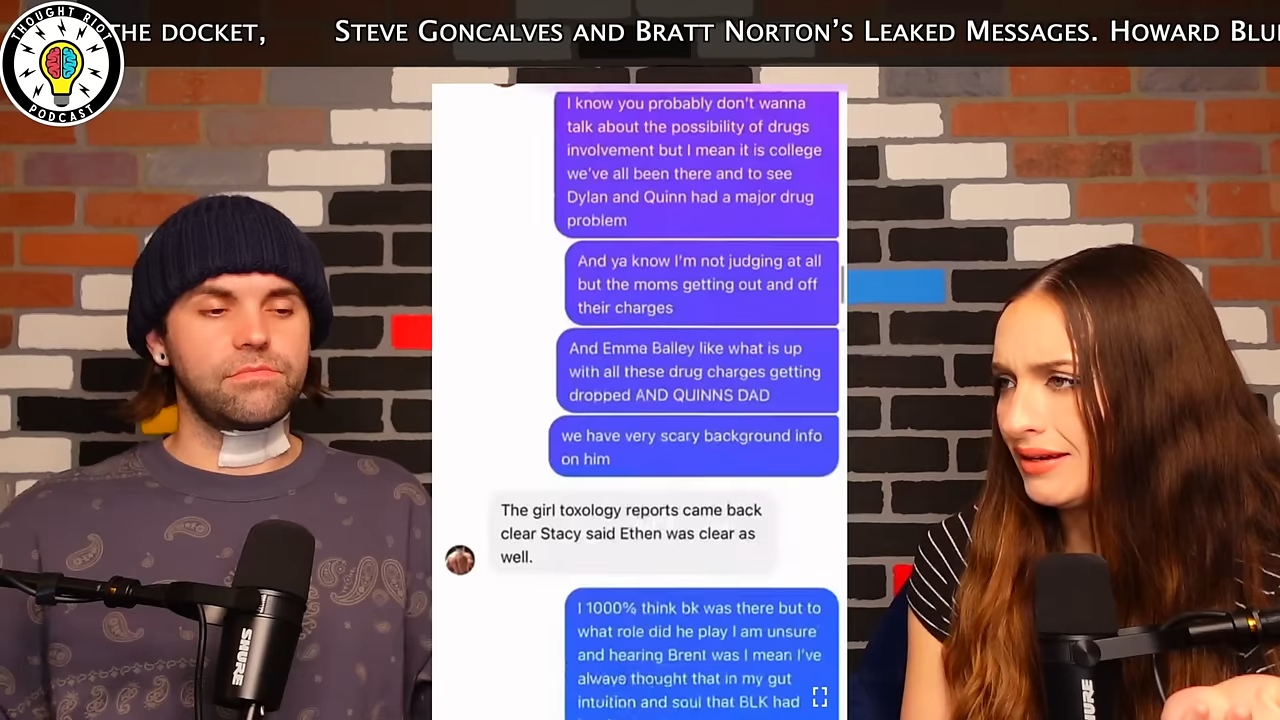 THOUGHT RIOT
PODCAST
THE DOCKET, STEVE GONCALVES AND BRATT NORTON'S LEAKED MESSAGES. HOWARD BLU
I know you probably don't wanna
talk about the possibility of drugs
involvement but I mean it is college
we've all been there and to see
Dylan and Quinn had a major drug
problem
And ya know I'm not judging at all
but the moms getting out and off
their charges
And Emma Balley like what is up
with all these drug charges getting
dropped AND QUINNS DAD
we have very scary background info
on him
The girl toxology reports came back
clear Stacy said Ethen was clear as
well.
I 1000% think bk was there but to
what role did he play I am unsure
and hearing Brent was I mean I've
always thought that in my gut
intuition and soul that BLK had
SHURE
SHURE